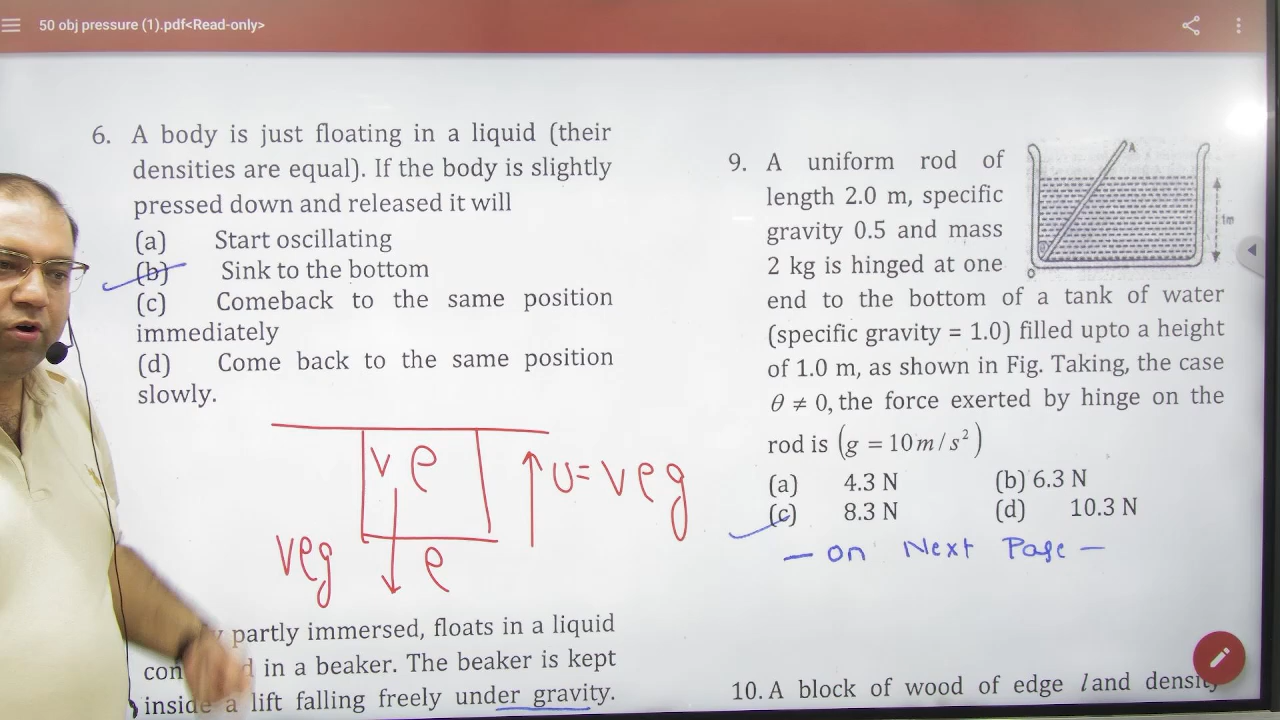 50 obj pressure (1).pdf<Read-only>
6. A body is just floating in a liquid (their
densities are equal). If the body is slightly
pressed down and released it will
(a) Start oscillating
(b) Sink to the bottom
(c) Comeback to the same position
immediately
(d) Come back to the same position
slowly.
vρ
U=vρg
vρg
ρ
partly immersed, floats in a liquid
in a beaker. The beaker is kept
inside a lift falling freely under gravity.
9. A uniform rod of
length 2.0 m, specific
gravity 0.5 and mass
2 kg is hinged at one
end to the bottom of a tank of water
(specific gravity = 1.0) filled upto a height
of 1.0 m, as shown in Fig. Taking, the case
θ ≠ 0, the force exerted by hinge on the
rod is (g = 10m/s²)
A
1m
O
(a) 4.3 N (b) 6.3 N
(c) 8.3 N (d) 10.3 N
— on Next Page —
10. A block of wood of edge l and density